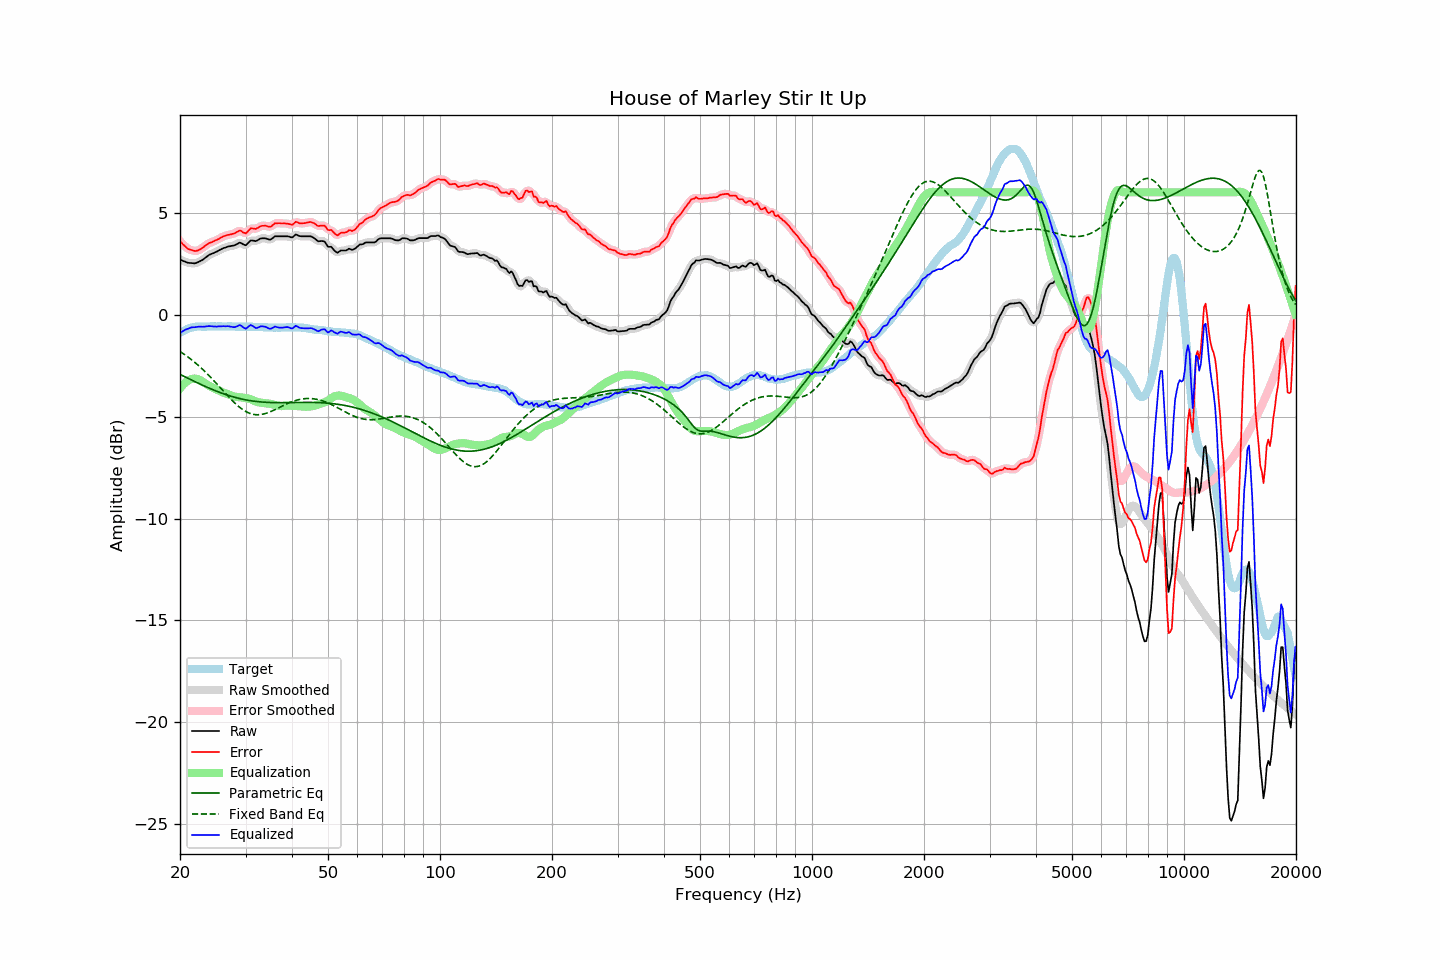 House of Marley Stir It Up
5
0
−5
−10
−15
−20
−25
Amplitude (dBr)
Target
Raw Smoothed
Error Smoothed
Raw
Error
Equalization
Parametric Eq
Fixed Band Eq
Equalized
20 50 100 200 500 1000 2000 5000 10000 20000
Frequency (Hz)